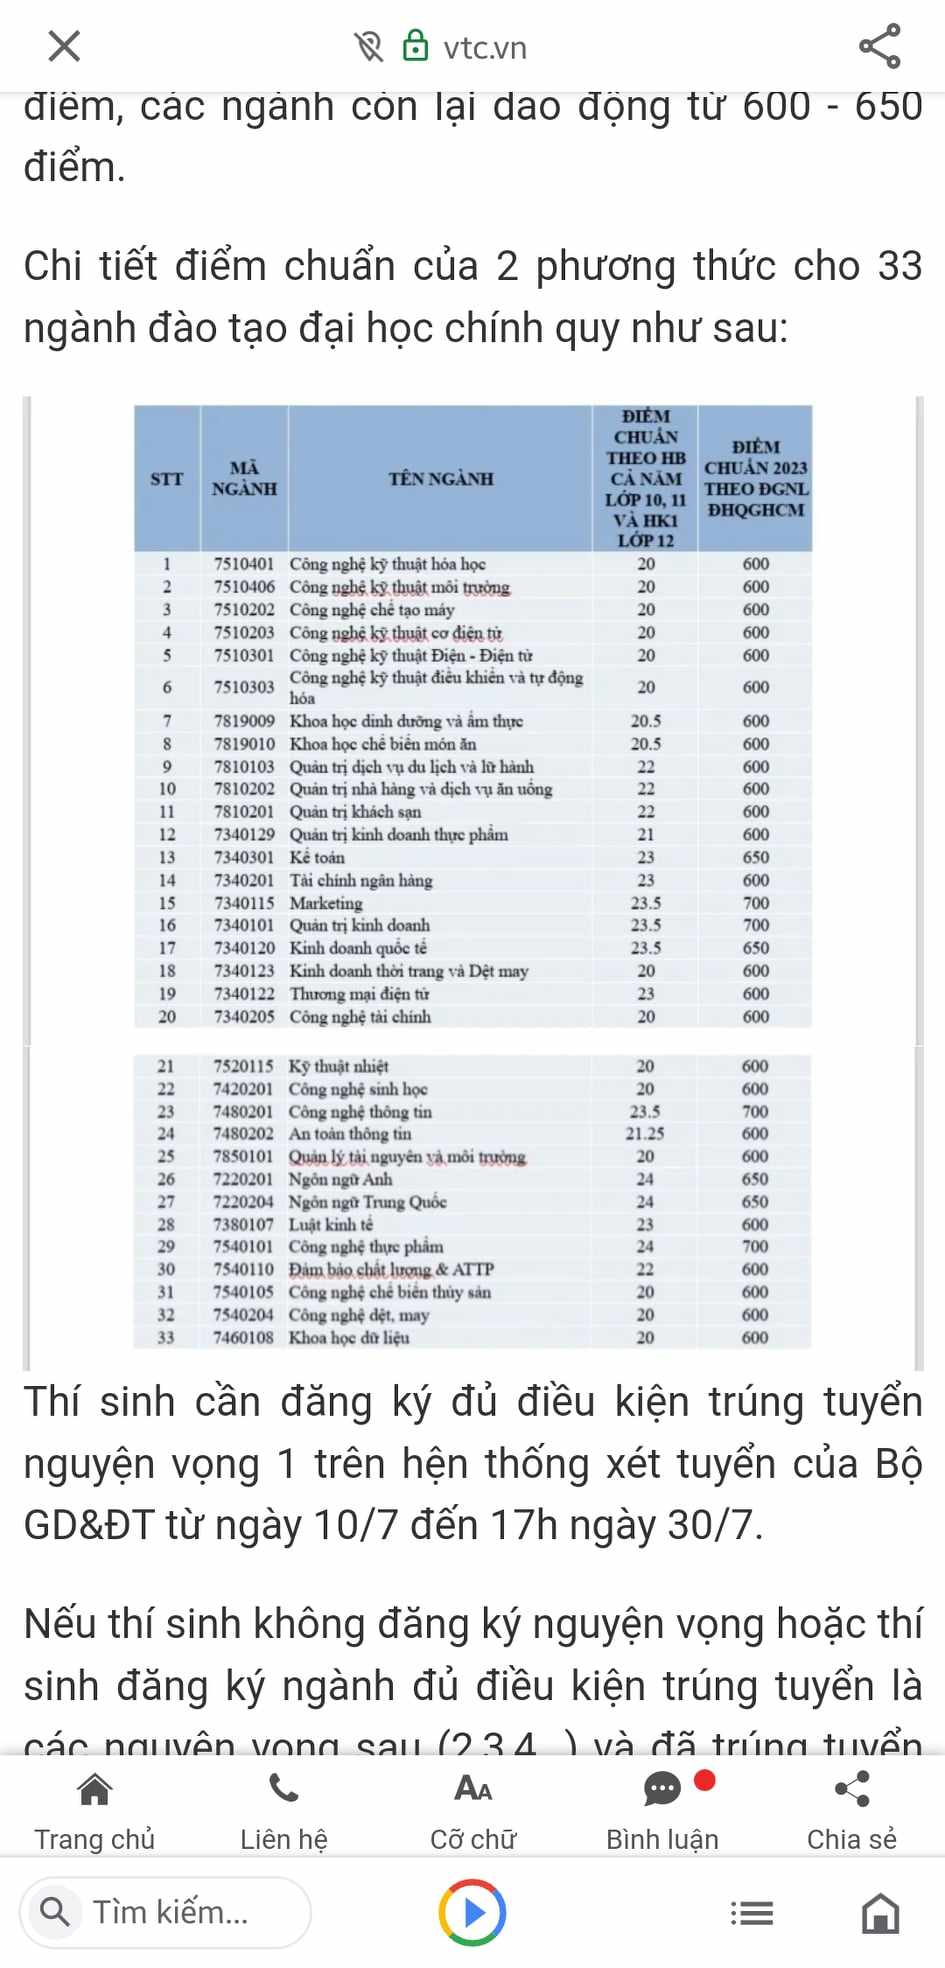 vtc.vn
điểm, các ngành còn lại dao động từ 600 - 650
điểm.
Chi tiết điểm chuẩn của 2 phương thức cho 33
ngành đào tạo đại học chính quy như sau:
STT MÃ NGÀNH TÊN NGÀNH ĐIỂM CHUẨN THEO HB CẢ NĂM LỚP 10, 11 VÀ HK1 LỚP 12 ĐIỂM CHUẨN 2023 THEO ĐGNL ĐHQGHCM
1 7510401 Công nghệ kỹ thuật hóa học 20 600
2 7510406 Công nghệ kỹ thuật môi trường 20 600
3 7510202 Công nghệ chế tạo máy 20 600
4 7510203 Công nghệ kỹ thuật cơ điện tử 20 600
5 7510301 Công nghệ kỹ thuật Điện - Điện tử 20 600
6 7510303 Công nghệ kỹ thuật điều khiển và tự động hóa 20 600
7 7819009 Khoa học dinh dưỡng và ẩm thực 20.5 600
8 7819010 Khoa học chế biến món ăn 20.5 600
9 7810103 Quản trị dịch vụ du lịch và lữ hành 22 600
10 7810202 Quản trị nhà hàng và dịch vụ ăn uống 22 600
11 7810201 Quản trị khách sạn 22 600
12 7340129 Quản trị kinh doanh thực phẩm 21 600
13 7340301 Kế toán 23 650
14 7340201 Tài chính ngân hàng 23 600
15 7340115 Marketing 23.5 700
16 7340101 Quản trị kinh doanh 23.5 700
17 7340120 Kinh doanh quốc tế 23.5 650
18 7340123 Kinh doanh thời trang và Dệt may 20 600
19 7340122 Thương mại điện tử 23 600
20 7340205 Công nghệ tài chính 20 600
21 7520115 Kỹ thuật nhiệt 20 600
22 7420201 Công nghệ sinh học 20 600
23 7480201 Công nghệ thông tin 23.5 700
24 7480202 An toàn thông tin 21.25 600
25 7850101 Quản lý tài nguyên và môi trường 20 600
26 7220201 Ngôn ngữ Anh 24 650
27 7220204 Ngôn ngữ Trung Quốc 24 650
28 7380107 Luật kinh tế 23 600
29 7540101 Công nghệ thực phẩm 24 700
30 7540110 Đảm bảo chất lượng & ATTP 22 600
31 7540105 Công nghệ chế biến thủy sản 20 600
32 7540204 Công nghệ dệt, may 20 600
33 7460108 Khoa học dữ liệu 20 600
Thí sinh cần đăng ký đủ điều kiện trúng tuyển
nguyện vọng 1 trên hện thống xét tuyển của Bộ
GD&ĐT từ ngày 10/7 đến 17h ngày 30/7.
Nếu thí sinh không đăng ký nguyện vọng hoặc thí
sinh đăng ký ngành đủ điều kiện trúng tuyển là
các nguyện vọng sau (2,3,4...) và đã trúng tuyển
AA
Trang chủ Liên hệ Cỡ chữ Bình luận Chia sẻ
Tìm kiếm...